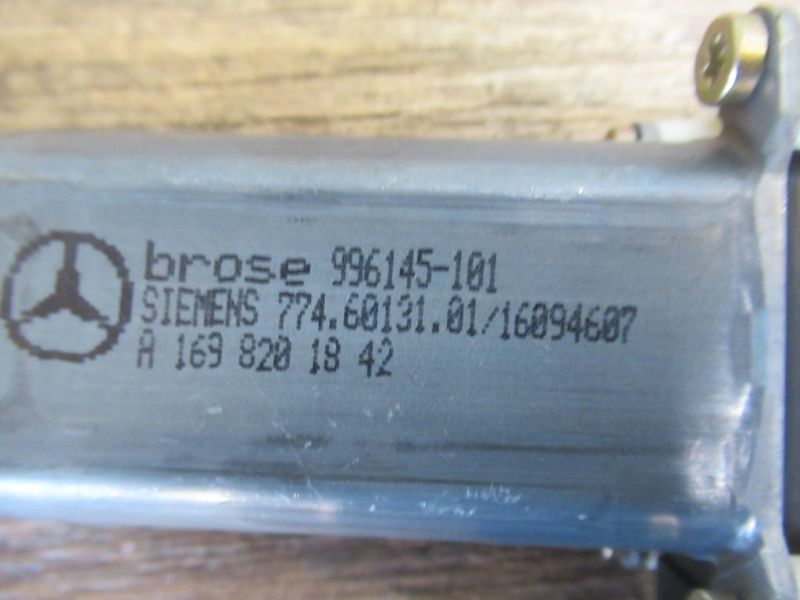 brose 996145-101
SIEMENS 774.60131.01/16094607
A 169 820 18 42